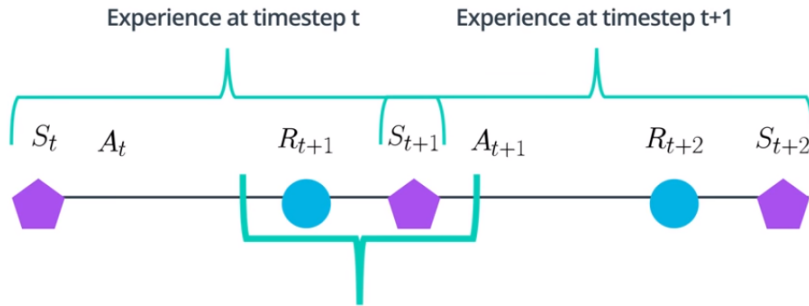 Experience at timestep t Experience at timestep t+1
S_t A_t R_{t+1} S_{t+1} A_{t+1} R_{t+2} S_{t+2}